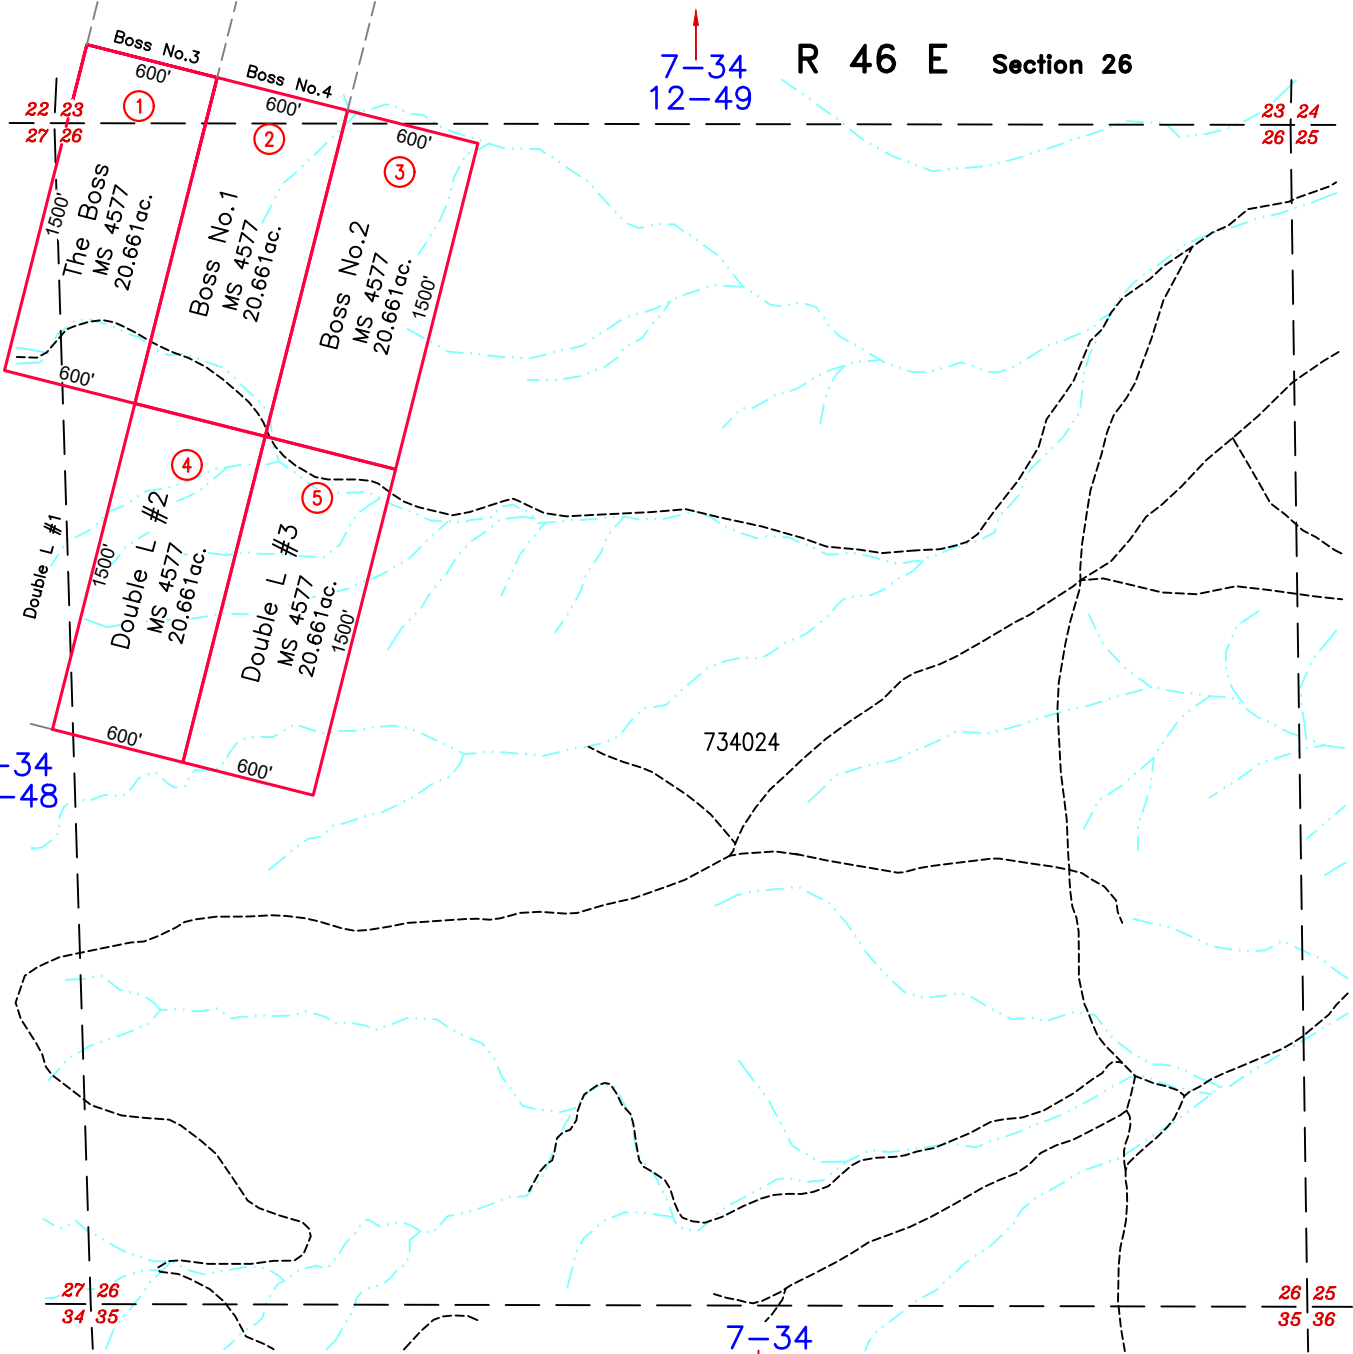 Boss No.3
Boss No.4
7-34
12-49
R 46 E Section 26
22 23
27 26
23 24
26 25
600'
600'
600'
1
2
3
1500'
The Boss
MS 4577
20.661ac.
Boss No.1
MS 4577
20.661ac.
Boss No.2
MS 4577
20.661ac.
1500'
600'
4
5
Double L #1
1500'
Double L #2
MS 4577
20.661ac.
Double L #3
MS 4577
20.661ac.
1500'
600'
600'
-34
-48
734024
27 26
34 35
26 25
35 36
7-34